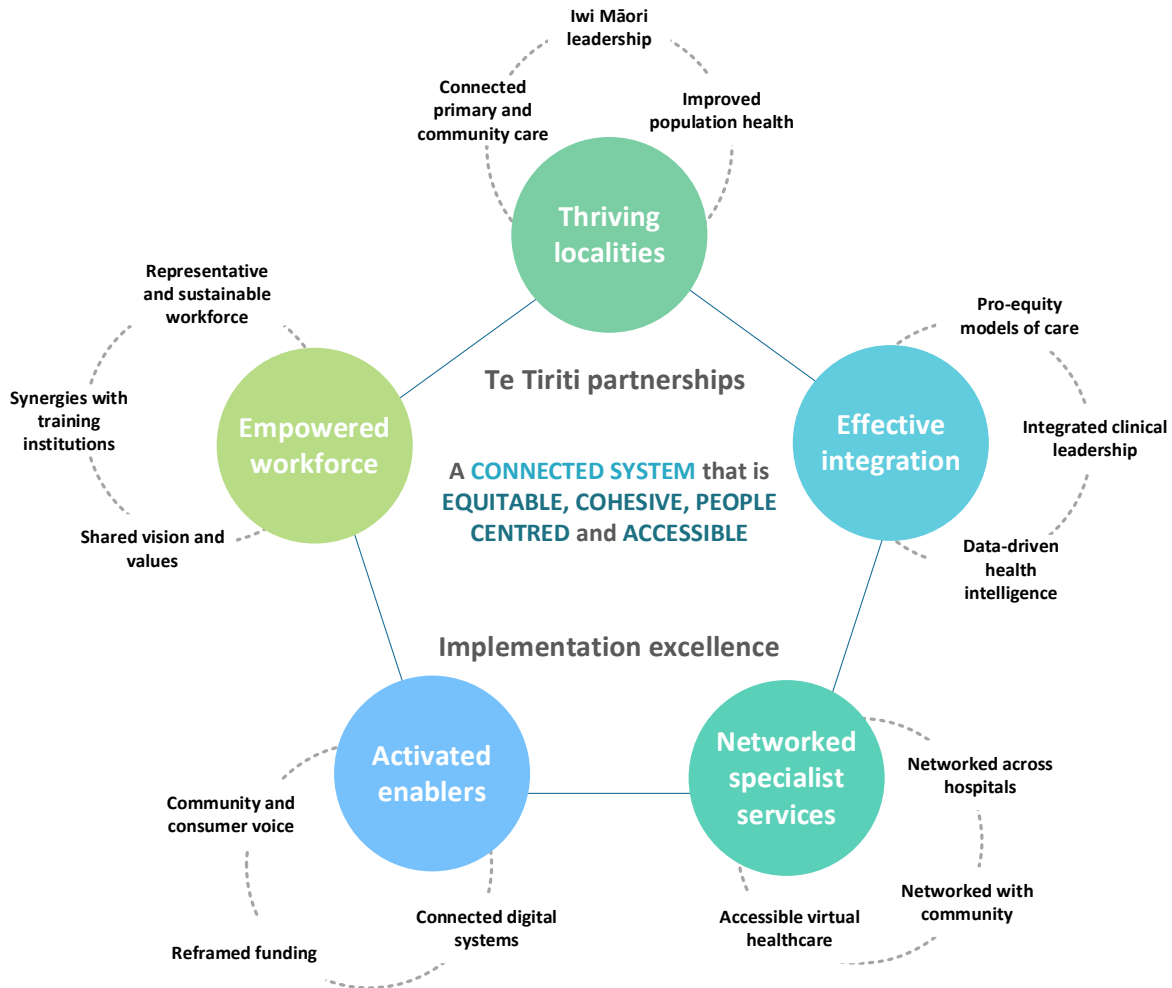 Iwi Māori
leadership
Connected
primary and
community care
Improved
population health
Thriving
localities
Representative
and sustainable
workforce
Synergies with
training
institutions
Shared vision and
values
Empowered
workforce
Te Tiriti partnerships
A CONNECTED SYSTEM that is
EQUITABLE, COHESIVE, PEOPLE
CENTRED and ACCESSIBLE
Implementation excellence
Effective
integration
Pro-equity
models of care
Integrated clinical
leadership
Data-driven
health
intelligence
Activated
enablers
Community and
consumer voice
Reframed funding
Connected digital
systems
Networked
specialist
services
Networked across
hospitals
Networked with
community
Accessible virtual
healthcare